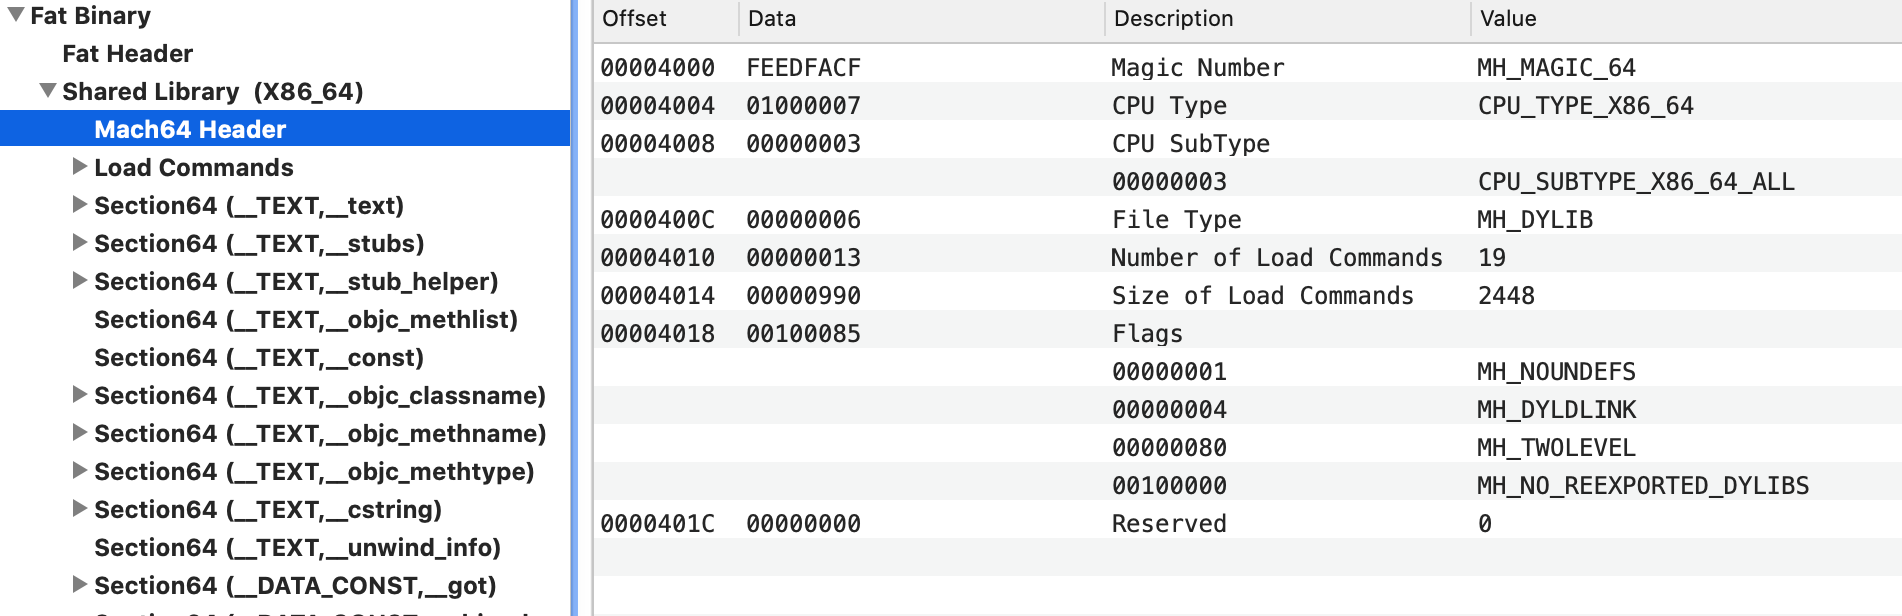 Fat Binary
Fat Header
Shared Library (X86_64)
Mach64 Header
Load Commands
Section64 (__TEXT,__text)
Section64 (__TEXT,__stubs)
Section64 (__TEXT,__stub_helper)
Section64 (__TEXT,__objc_methlist)
Section64 (__TEXT,__const)
Section64 (__TEXT,__objc_classname)
Section64 (__TEXT,__objc_methname)
Section64 (__TEXT,__objc_methtype)
Section64 (__TEXT,__cstring)
Section64 (__TEXT,__unwind_info)
Section64 (__DATA_CONST,__got)
Offset Data Description Value
00004000 FEEDFACF Magic Number MH_MAGIC_64
00004004 01000007 CPU Type CPU_TYPE_X86_64
00004008 00000003 CPU SubType
00000003 CPU_SUBTYPE_X86_64_ALL
0000400C 00000006 File Type MH_DYLIB
00004010 00000013 Number of Load Commands 19
00004014 00000990 Size of Load Commands 2448
00004018 00100085 Flags
00000001 MH_NOUNDEFS
00000004 MH_DYLDLINK
00000080 MH_TWOLEVEL
00100000 MH_NO_REEXPORTED_DYLIBS
0000401C 00000000 Reserved 0